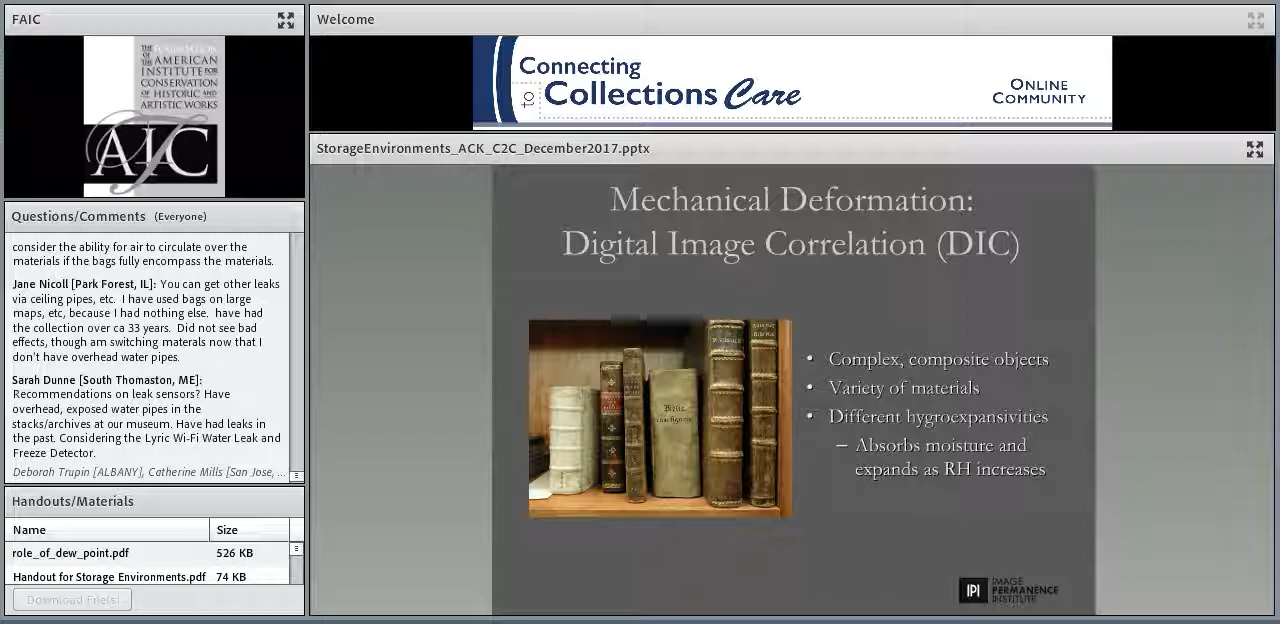 FAIC
THE
FOUNDATION
OF THE AMERICAN
INSTITUTE FOR
CONSERVATION
OF HISTORIC AND
ARTISTIC WORKS
AIC
Questions/Comments (Everyone)
consider the ability for air to circulate over the
materials if the bags fully encompass the materials.
Jane Nicoll [Park Forest, IL]: You can get other leaks
via ceiling pipes, etc. I have used bags on large
maps, etc, because I had nothing else. have had
the collection over ca 33 years. Did not see bad
effects, though am switching materals now that I
don't have overhead water pipes.
Sarah Dunne [South Thomaston, ME]:
Recommendations on leak sensors? Have
overhead, exposed water pipes in the
stacks/archives at our museum. Have had leaks in
the past. Considering the Lyric Wi-Fi Water Leak and
Freeze Detector.
Deborah Trupin [ALBANY], Catherine Mills [San Jose, ...
Handouts/Materials
Name Size
role_of_dew_point.pdf 526 KB
Handout for Storage Environments.pdf 74 KB
Download File(s)
Welcome
Connecting
to Collections Care
ONLINE
COMMUNITY
StorageEnvironments_ACK_C2C_December2017.pptx
Mechanical Deformation:
Digital Image Correlation (DIC)
• Complex, composite objects
• Variety of materials
• Different hygroexpansivities
– Absorbs moisture and
expands as RH increases
IPI IMAGE
PERMANENCE
INSTITUTE